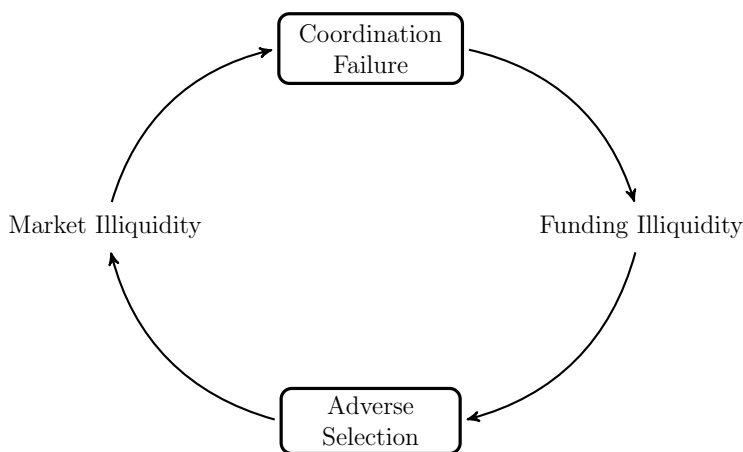 Coordination
Failure
Market Illiquidity
Funding Illiquidity
Adverse
Selection